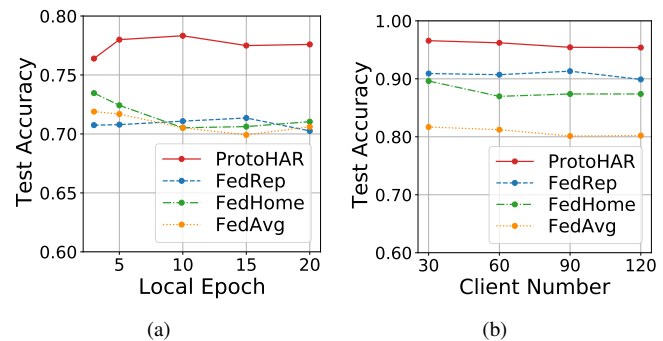 0.80
0.75
0.70
0.65
0.60
Test Accuracy
ProtoHAR
FedRep
FedHome
FedAvg
5 10 15 20
Local Epoch
(a)
1.00
0.90
0.80
0.70
0.60
Test Accuracy
ProtoHAR
FedRep
FedHome
FedAvg
30 60 90 120
Client Number
(b)